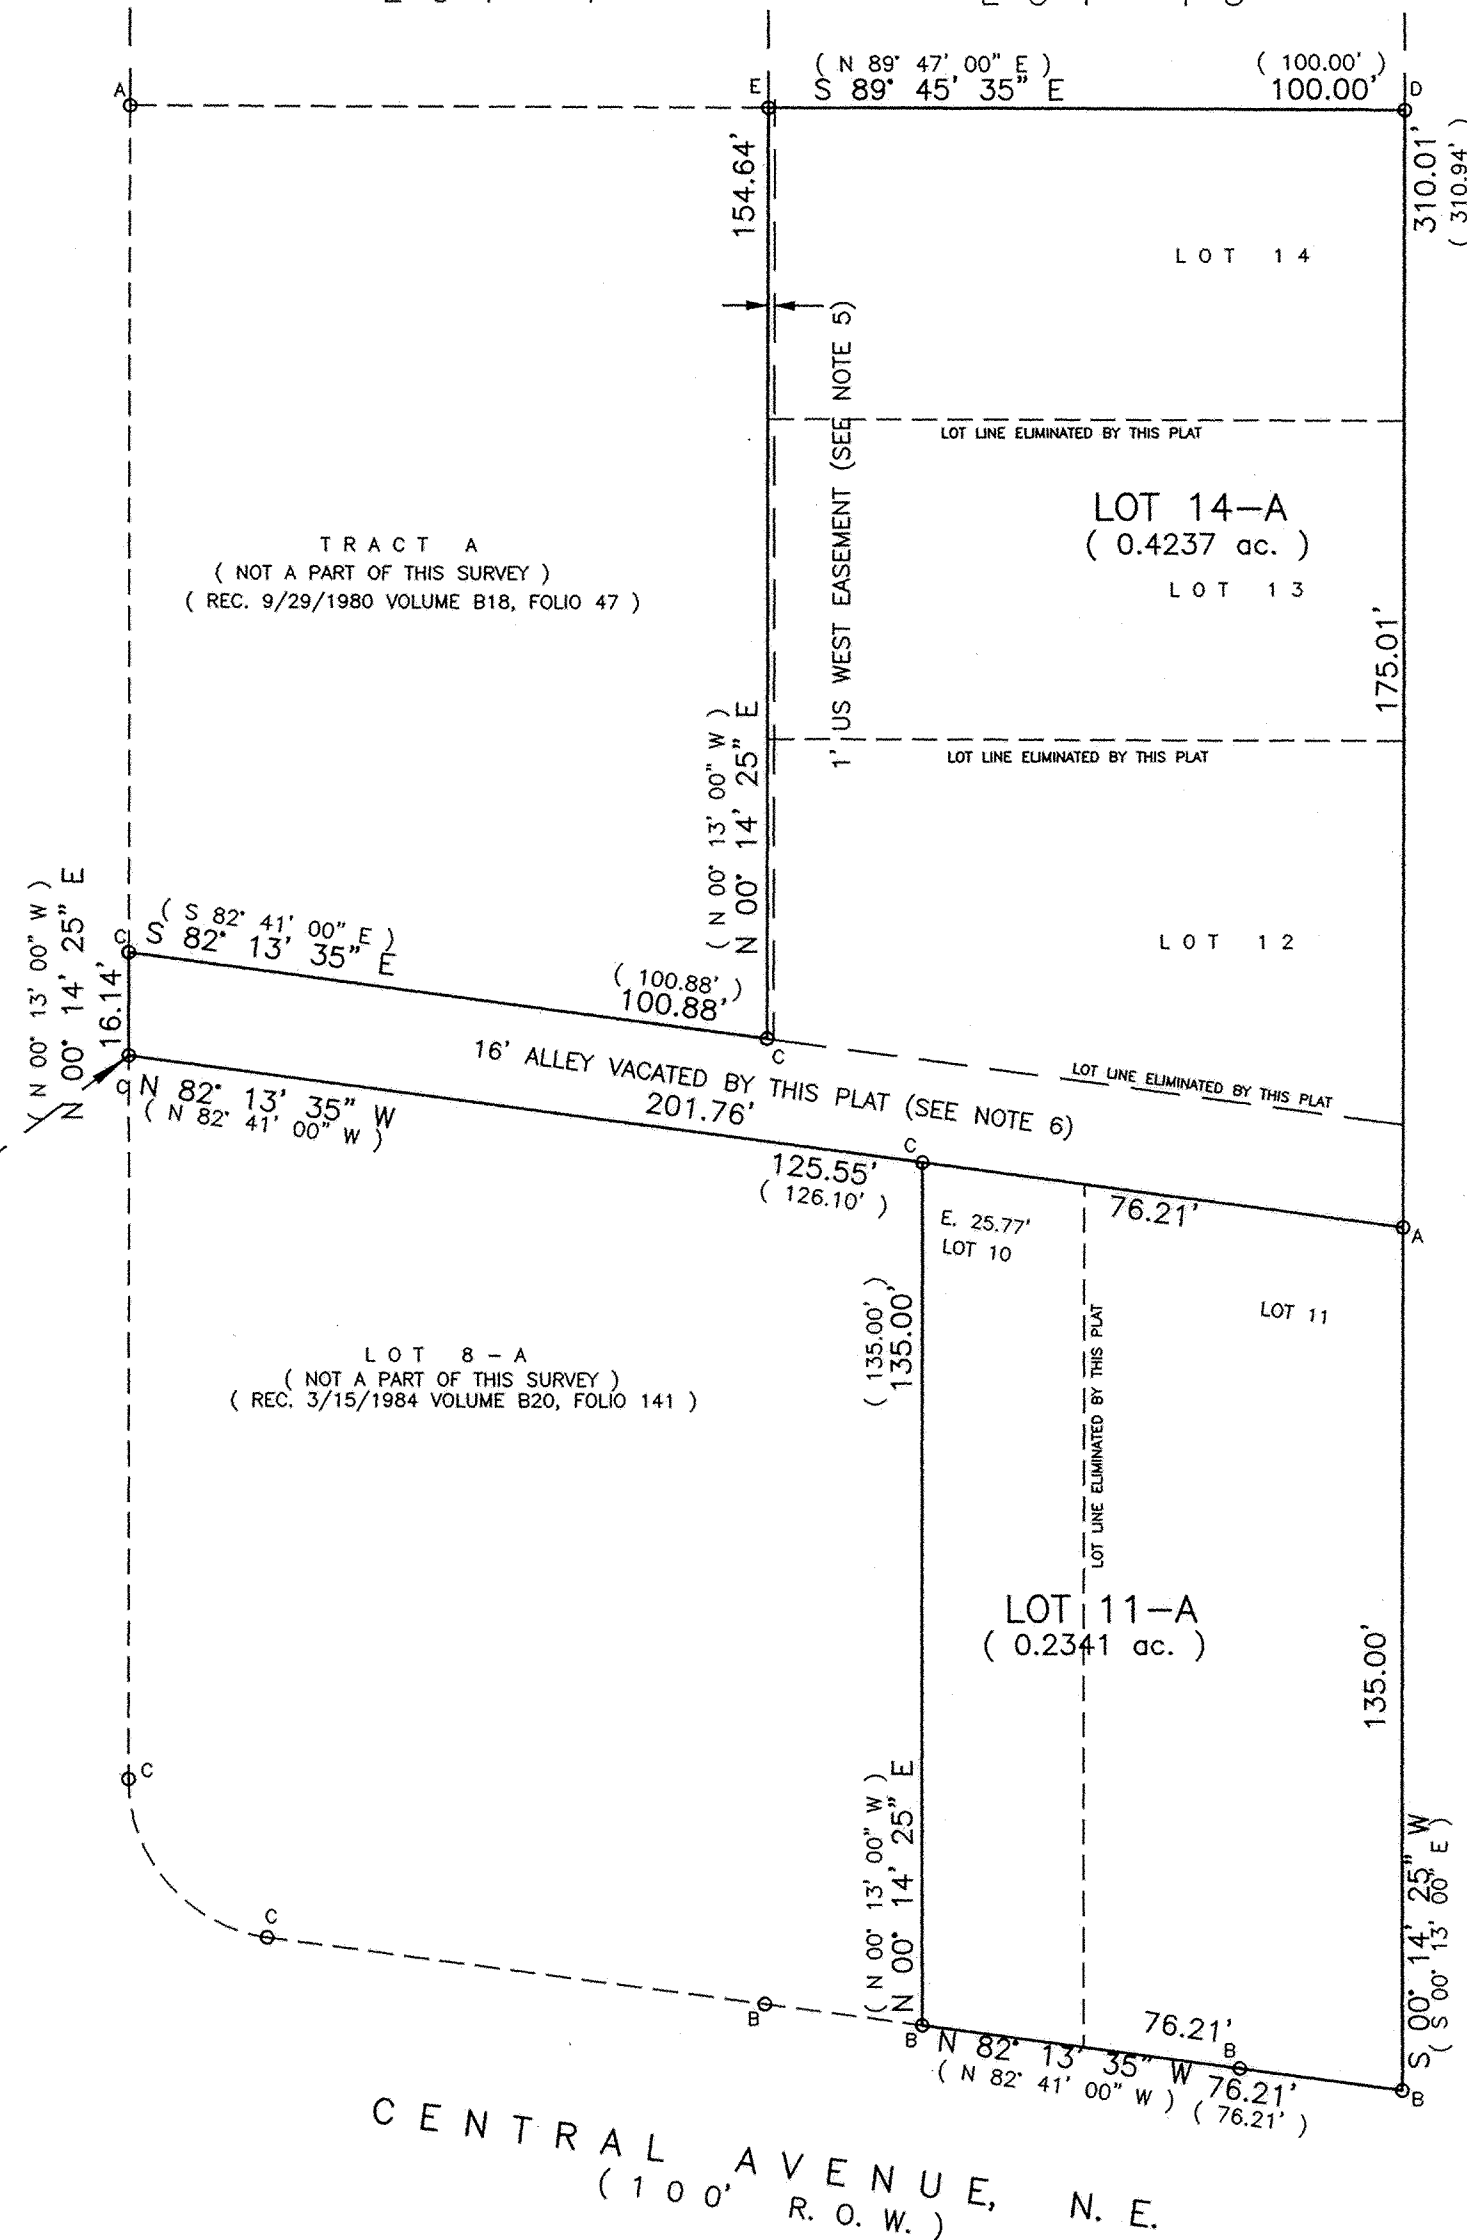 ( N 89° 47' 00" E )
( 100.00' )
S 89° 45' 35" E
100.00'
A
E
D
154.64'
310.01'
( 310.94' )
LOT 14
1' US WEST EASEMENT (SEE NOTE 5)
LOT LINE ELIMINATED BY THIS PLAT
LOT 14-A
( 0.4237 ac. )
LOT 13
TRACT A
( NOT A PART OF THIS SURVEY )
( REC. 9/29/1980 VOLUME B18, FOLIO 47 )
175.01'
( N 00° 13' 00" W )
N 00° 14' 25" E
LOT LINE ELIMINATED BY THIS PLAT
LOT 12
( N 00° 13' 00" W )
N 00° 14' 25" E
16.14'
C
( S 82° 41' 00" E )
S 82° 13' 35" E
( 100.88' )
100.88'
C
LOT LINE ELIMINATED BY THIS PLAT
16' ALLEY VACATED BY THIS PLAT (SEE NOTE 6)
201.76'
C
N 82° 13' 35" W
( N 82° 41' 00" W )
125.55'
( 126.10' )
C
76.21'
A
E. 25.77'
LOT 10
LOT 11
( 135.00' )
135.00'
LOT LINE ELIMINATED BY THIS PLAT
LOT 8-A
( NOT A PART OF THIS SURVEY )
( REC. 3/15/1984 VOLUME B20, FOLIO 141 )
LOT 11-A
( 0.2341 ac. )
135.00'
C
C
B
( N 00° 13' 00" W )
N 00° 14' 25" E
S 00° 14' 25" W
( S 00° 13' 00" E )
B
76.21'
B
N 82° 13' 35" W
76.21'
( N 82° 41' 00" W )
( 76.21' )
B
CENTRAL AVENUE, N.E.
( 100' R.O.W. )